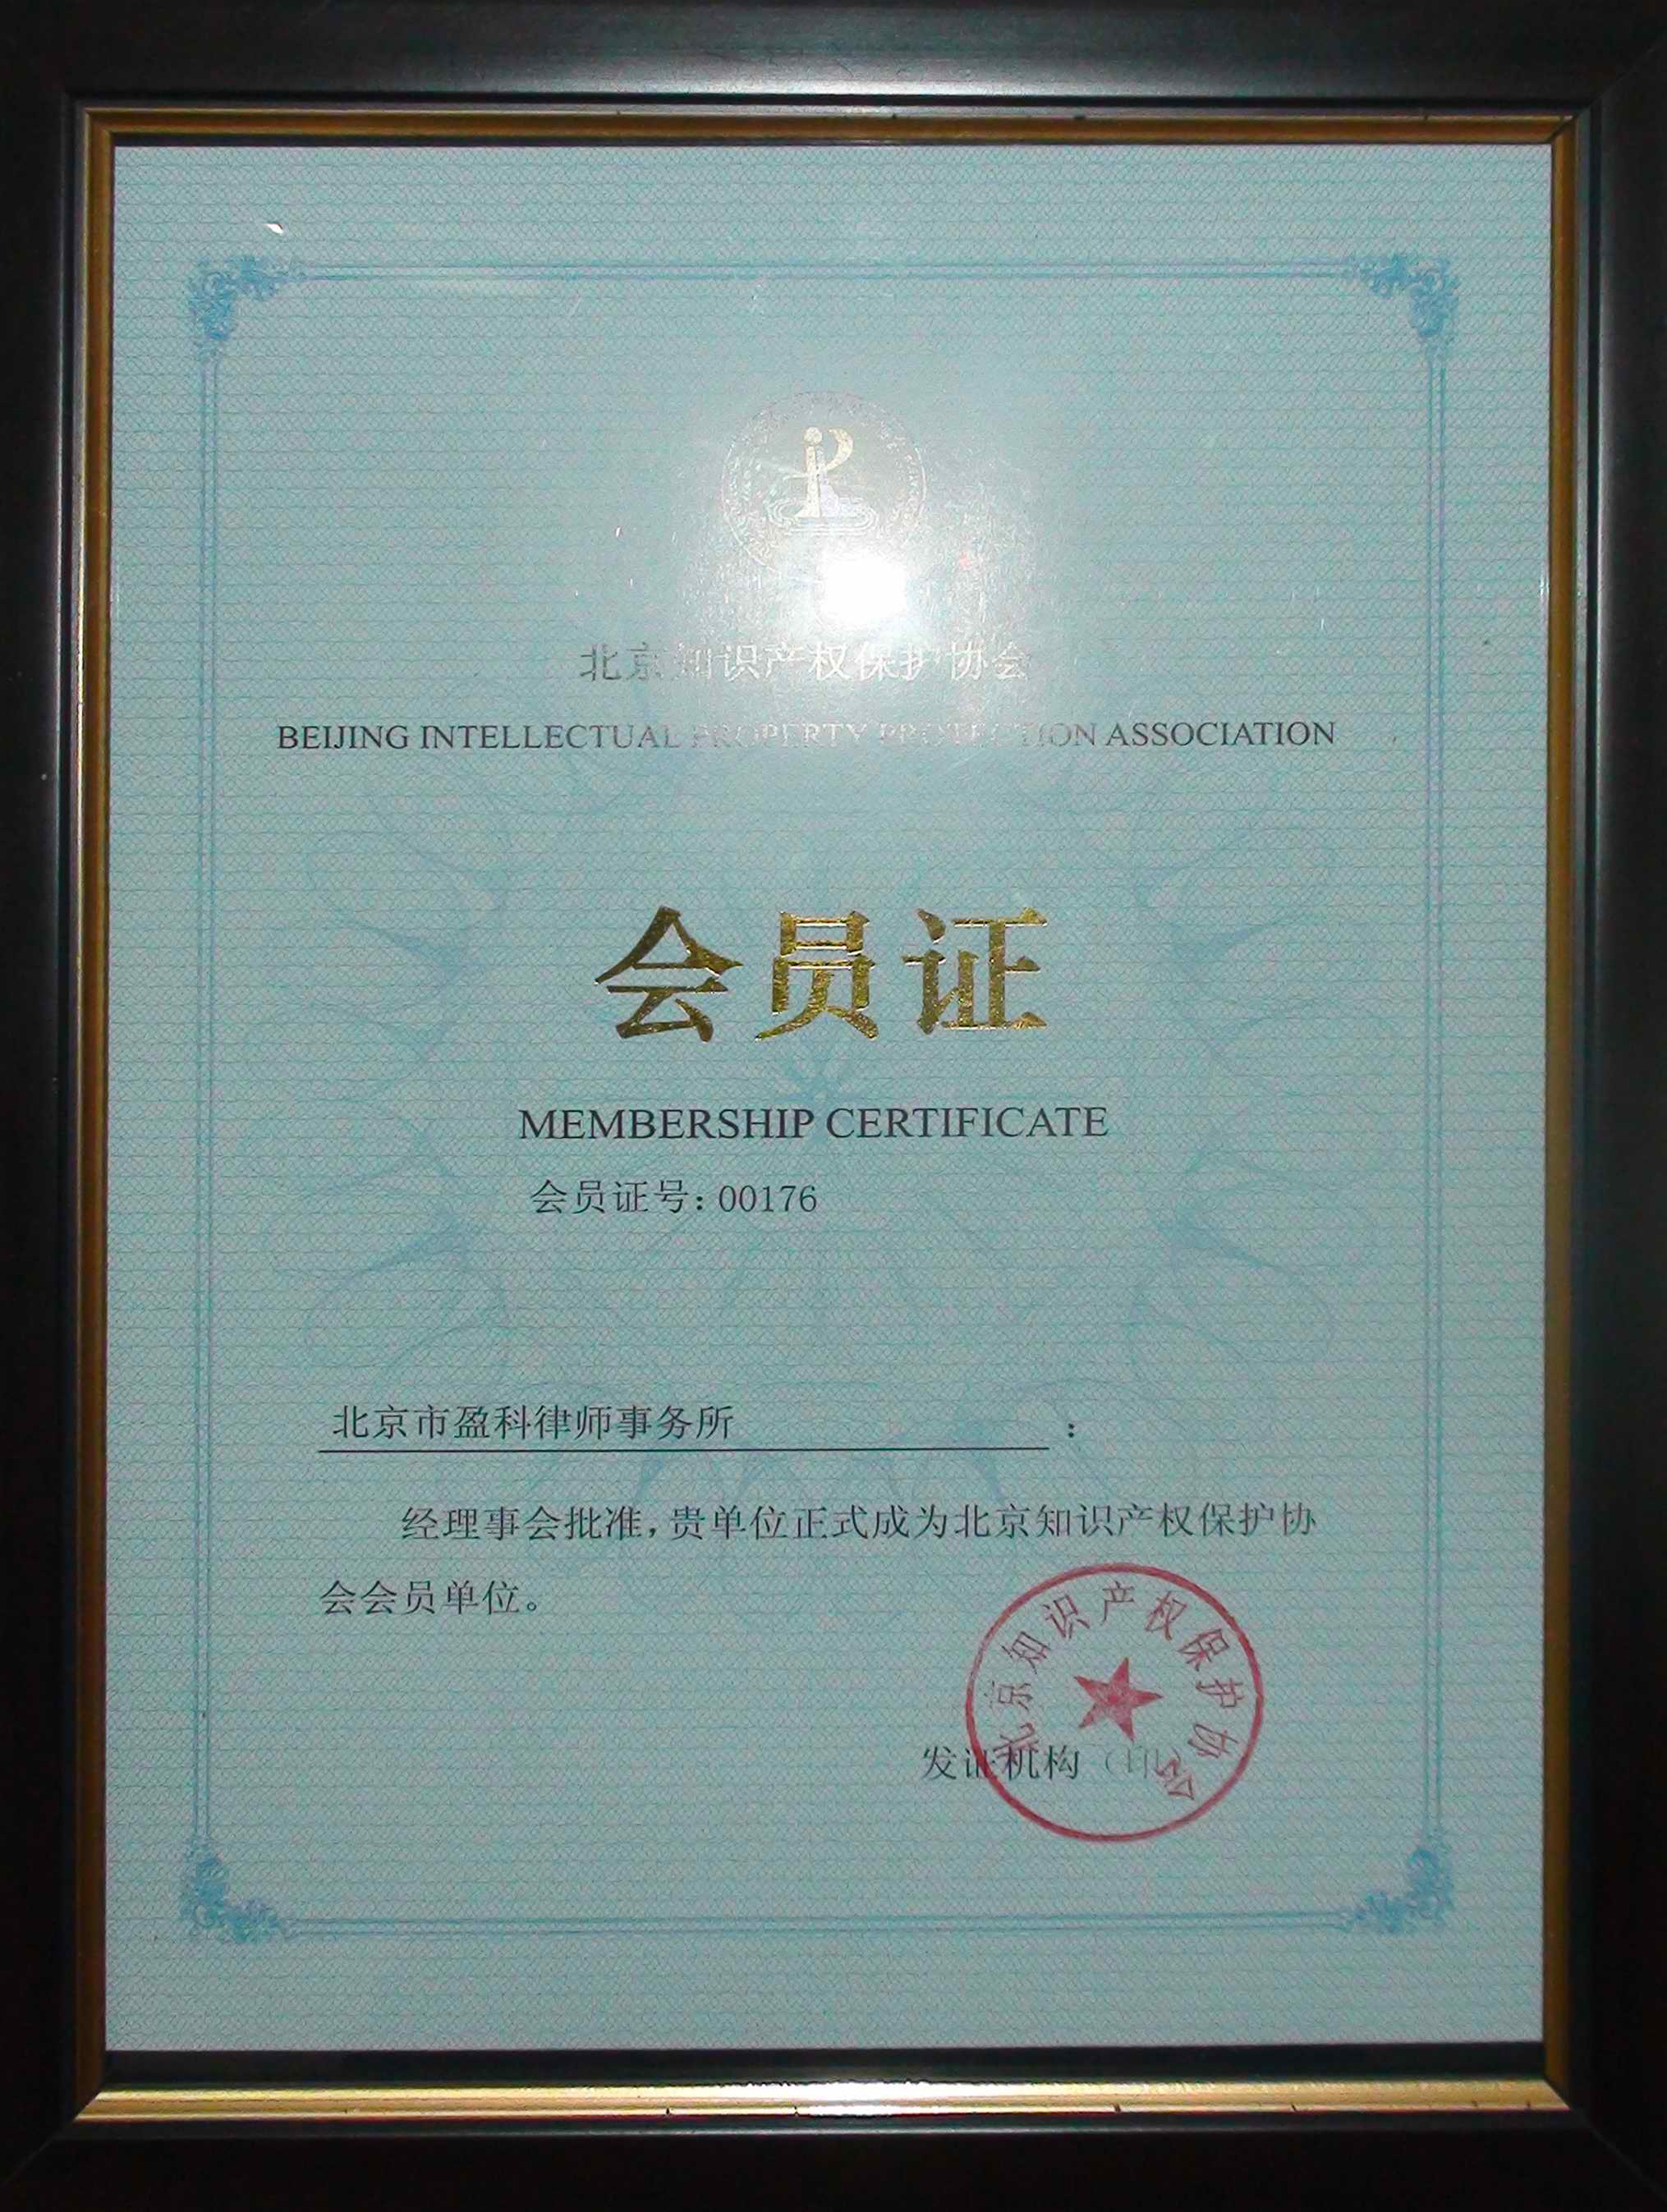 北京知识产权保护协会
BEIJING INTELLECTUAL PROPERTY PROTECTION ASSOCIATION
会员证
MEMBERSHIP CERTIFICATE
会员证号：00176
北京市盈科律师事务所：
经理事会批准，贵单位正式成为北京知识产权保护协
会会员单位。
北京知识产权保护协会
发证机构（印）